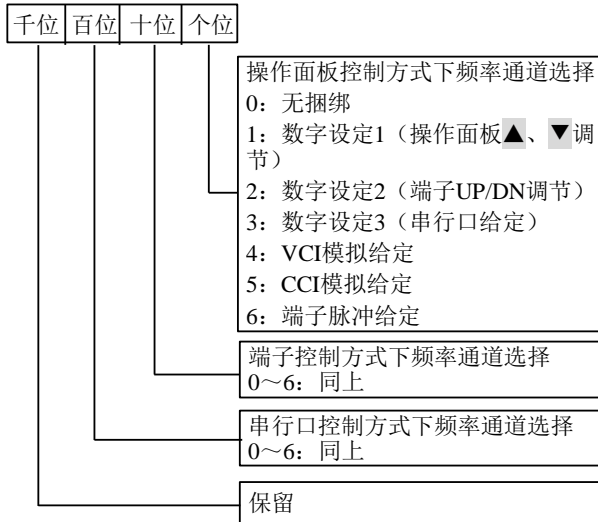 千位 百位 十位 个位
操作面板控制方式下频率通道选择
0：无捆绑
1：数字设定1（操作面板▲、▼调
节）
2：数字设定2（端子UP/DN调节）
3：数字设定3（串行口给定）
4：VCI模拟给定
5：CCI模拟给定
6：端子脉冲给定
端子控制方式下频率通道选择
0～6：同上
串行口控制方式下频率通道选择
0～6：同上
保留